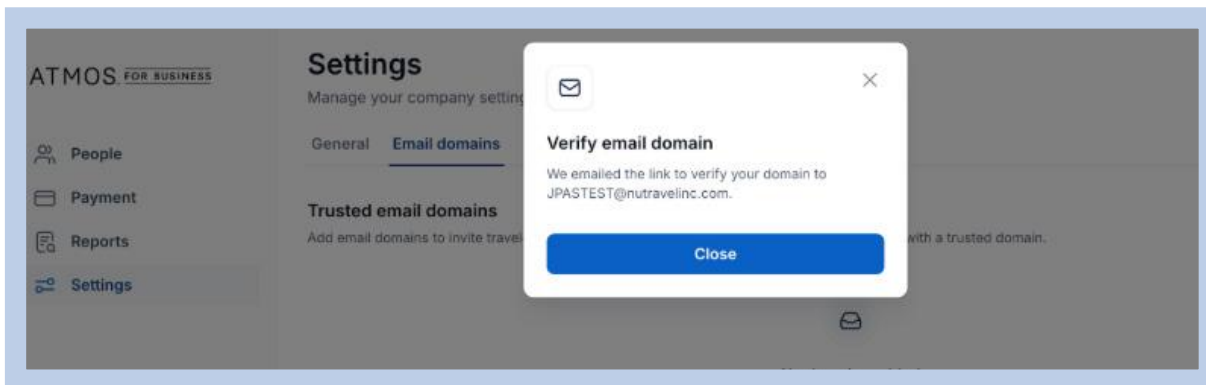 ATMOS FOR BUSINESS
People
Payment
Reports
Settings
Settings
Manage your company setting
General Email domains
Trusted email domains
Add email domains to invite travel
with a trusted domain.
Verify email domain
We emailed the link to verify your domain to
JPASTEST@nutravelinc.com.
Close